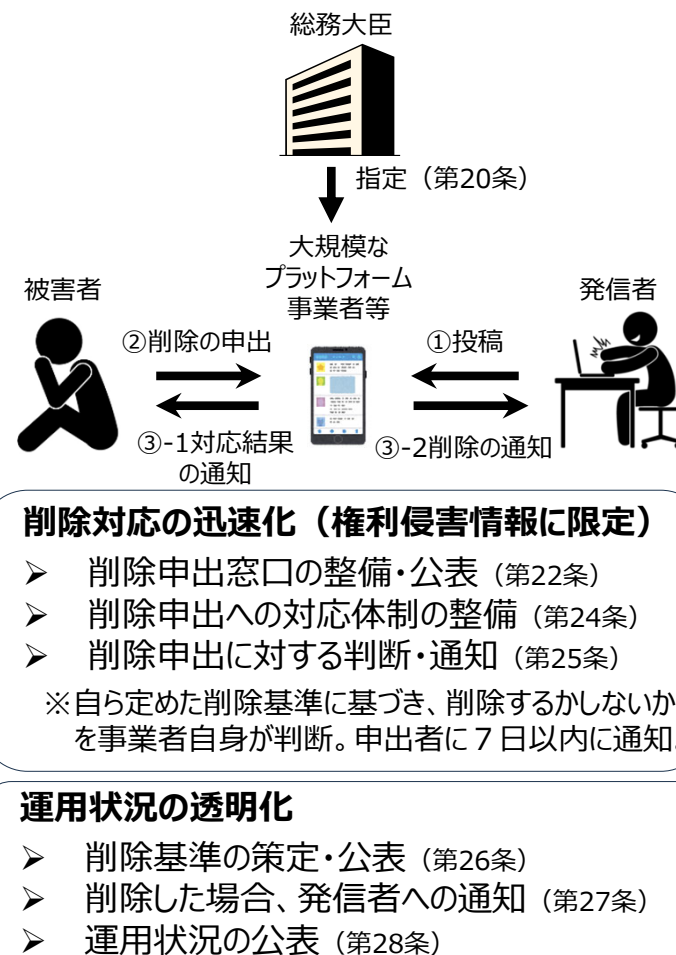 総務大臣
指定（第20条）
大規模な
プラットフォーム
事業者等
被害者
発信者
②削除の申出
①投稿
③-1対応結果
の通知
③-2削除の通知
削除対応の迅速化（権利侵害情報に限定）
➢ 削除申出窓口の整備・公表（第22条）
➢ 削除申出への対応体制の整備（第24条）
➢ 削除申出に対する判断・通知（第25条）
※自ら定めた削除基準に基づき、削除するかしないか
を事業者自身が判断。申出者に７日以内に通知。
運用状況の透明化
➢ 削除基準の策定・公表（第26条）
➢ 削除した場合、発信者への通知（第27条）
➢ 運用状況の公表（第28条）